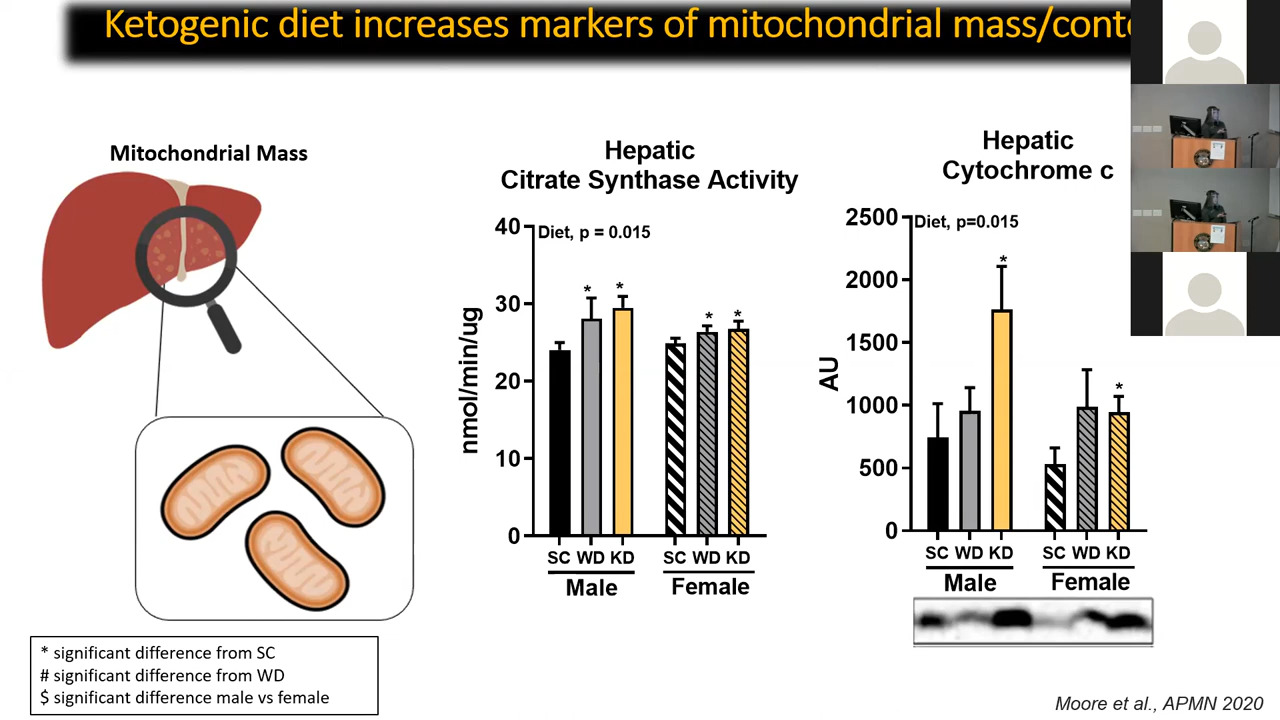 Ketogenic diet increases markers of mitochondrial mass/conte
Mitochondrial Mass
* significant difference from SC
# significant difference from WD
$ significant difference male vs female
Hepatic
Citrate Synthase Activity
Diet, p = 0.015
nmol/min/ug
40
30
20
10
0
* * * *
SC WD KD SC WD KD
Male Female
Hepatic
Cytochrome c
Diet, p=0.015
AU
2500
2000
1500
1000
500
0
* *
SC WD KD SC WD KD
Male Female
Moore et al., APMN 2020